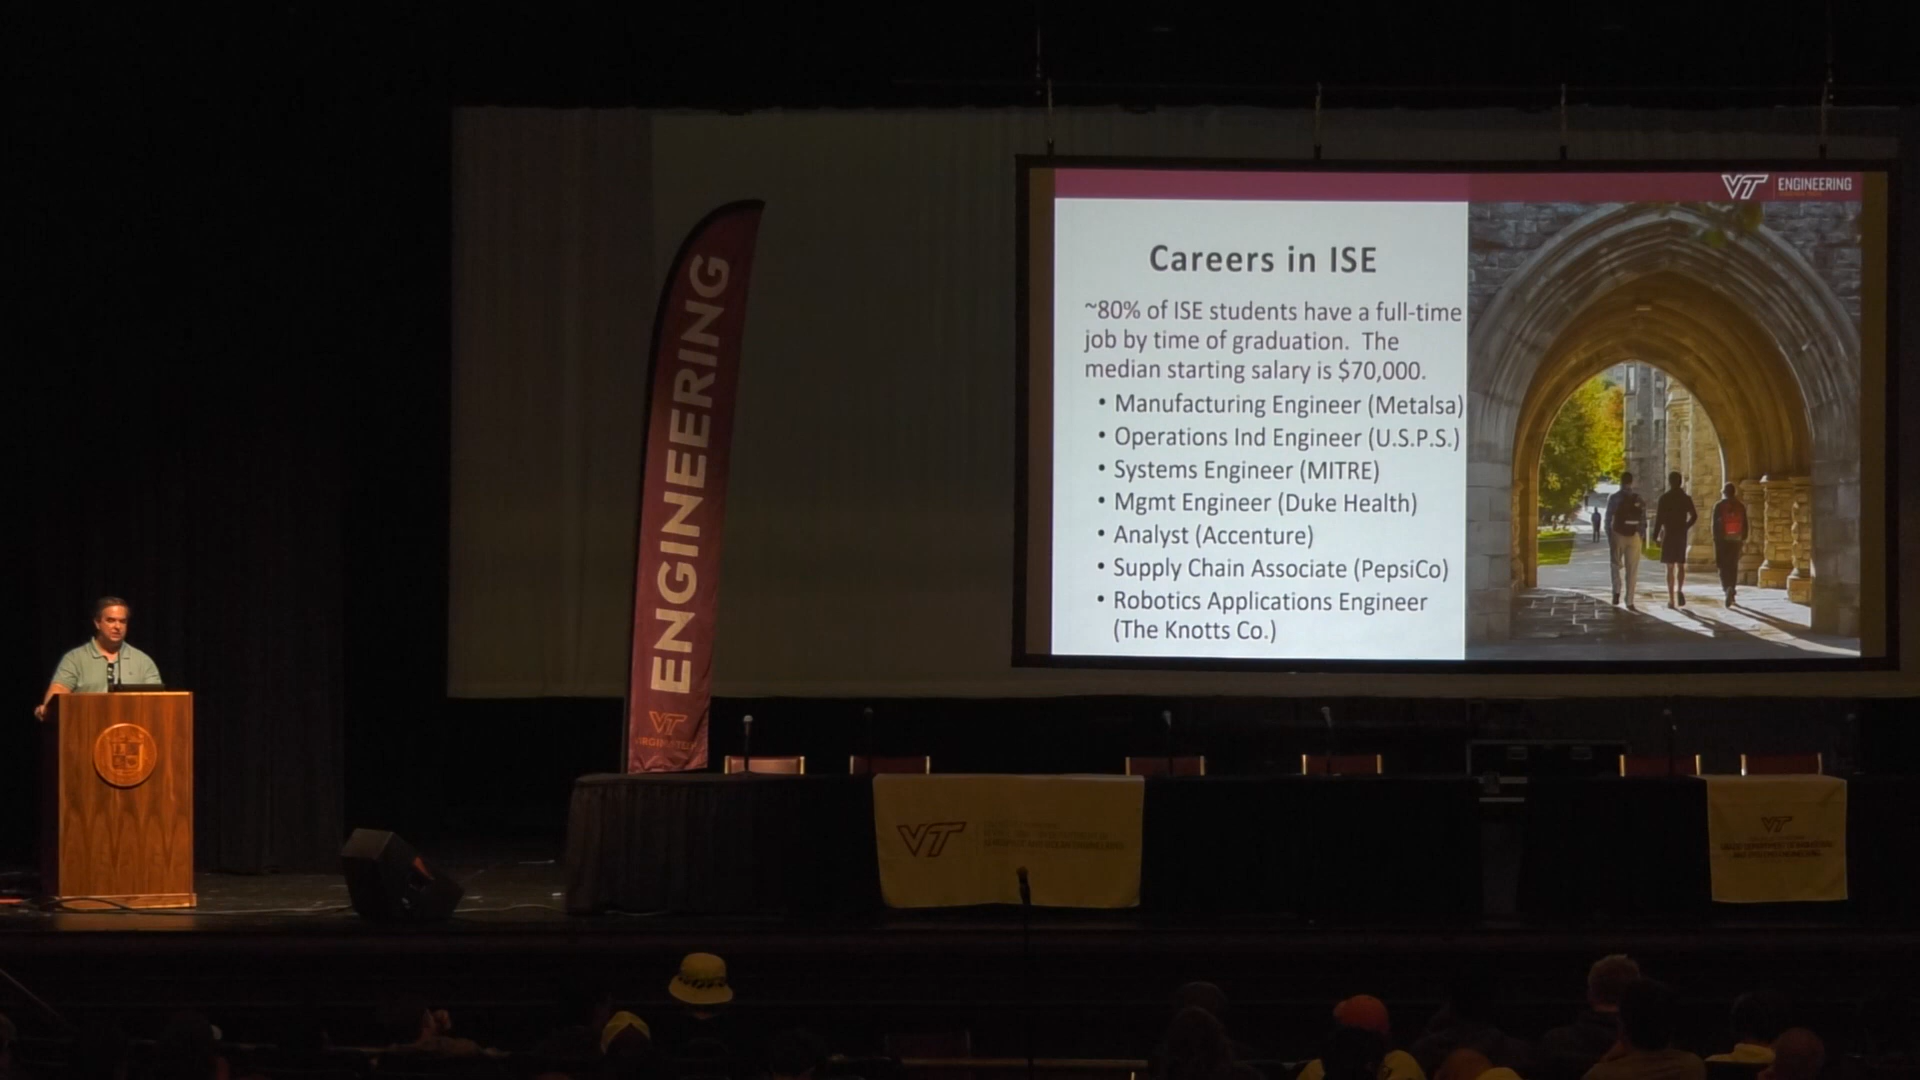 VT ENGINEERING
Careers in ISE
~80% of ISE students have a full-time
job by time of graduation. The
median starting salary is $70,000.
• Manufacturing Engineer (Metalsa)
• Operations Ind Engineer (U.S.P.S.)
• Systems Engineer (MITRE)
• Mgmt Engineer (Duke Health)
• Analyst (Accenture)
• Supply Chain Associate (PepsiCo)
• Robotics Applications Engineer
(The Knotts Co.)
ENGINEERING
VT
VIRGINIA TECH
VT
VT